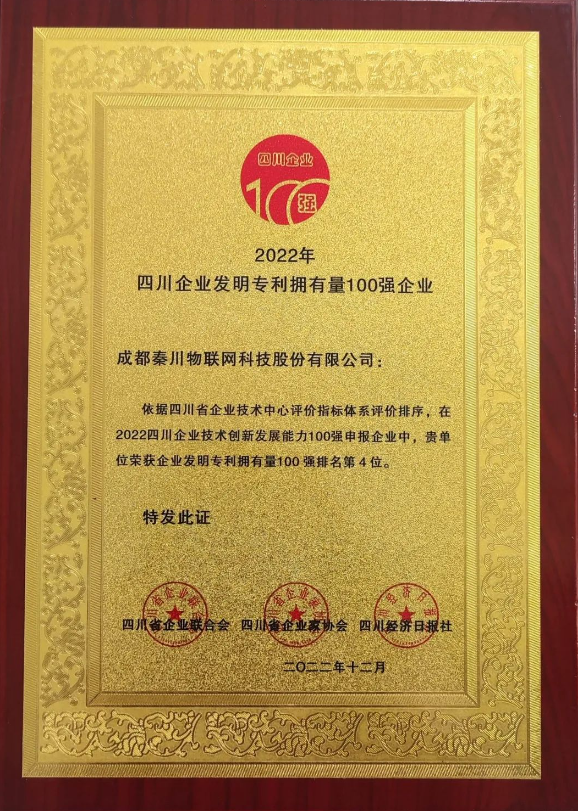 四川企业
100强
2022年
四川企业发明专利拥有量100强企业
成都秦川物联网科技股份有限公司：
依据四川省企业技术中心评价指标体系评价排序，在
2022四川企业技术创新发展能力100强申报企业中，贵单
位荣获企业发明专利拥有量100 强排名第 4 位。
特发此证
四川省企业联合会 四川省企业家协会 四川经济日报社
二〇二二年十二月